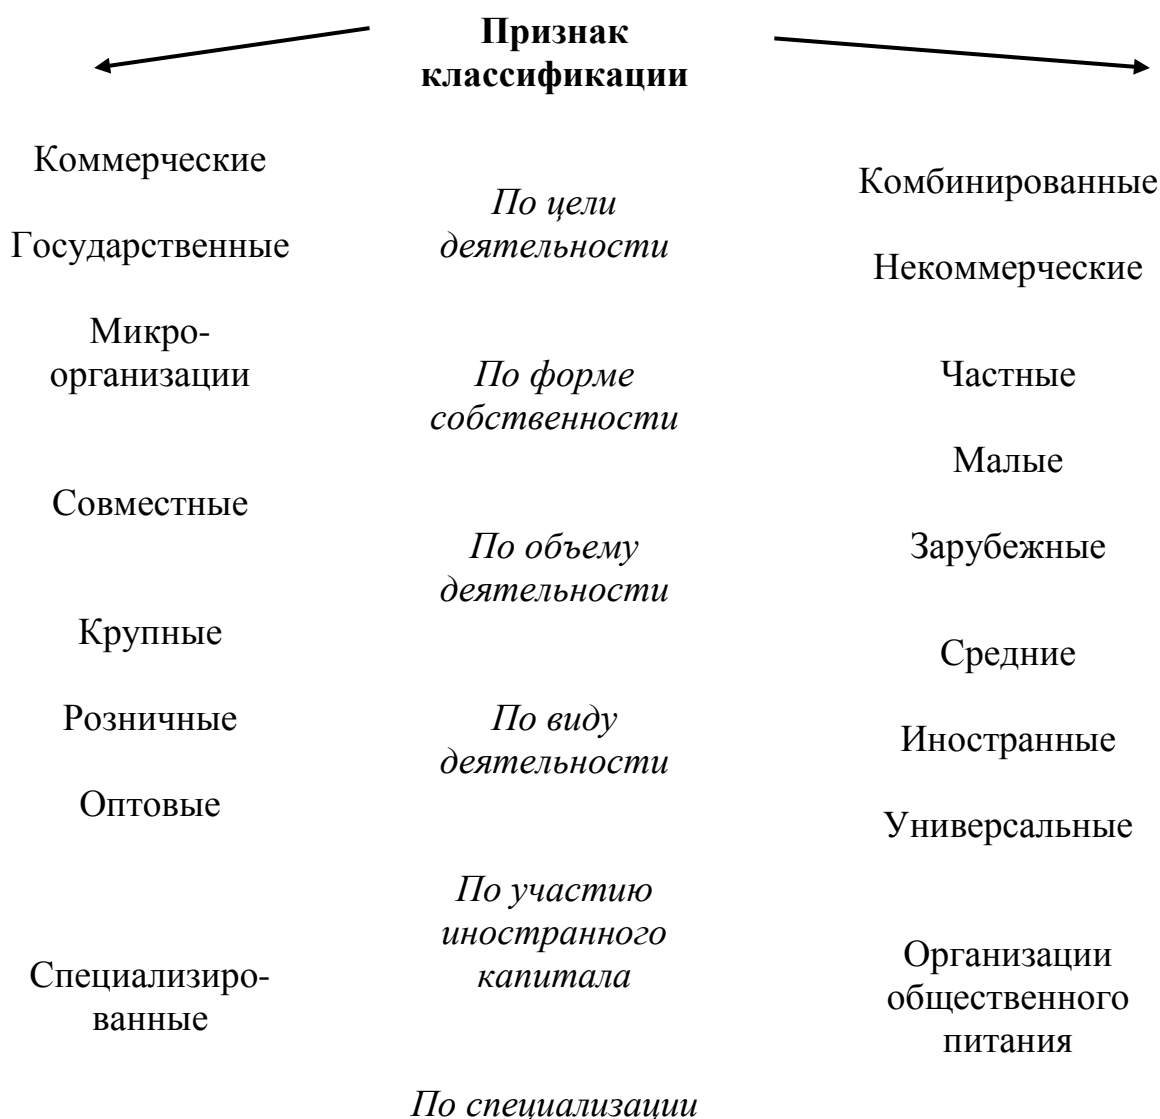 Признак
классификации
Коммерческие
Государственные
Микро-
организации
Совместные
Крупные
Розничные
Оптовые
Специализиро-
ванные
По цели
деятельности
По форме
собственности
По объему
деятельности
По виду
деятельности
По участию
иностранного
капитала
По специализации
Комбинированные
Некоммерческие
Частные
Малые
Зарубежные
Средние
Иностранные
Универсальные
Организации
общественного
питания